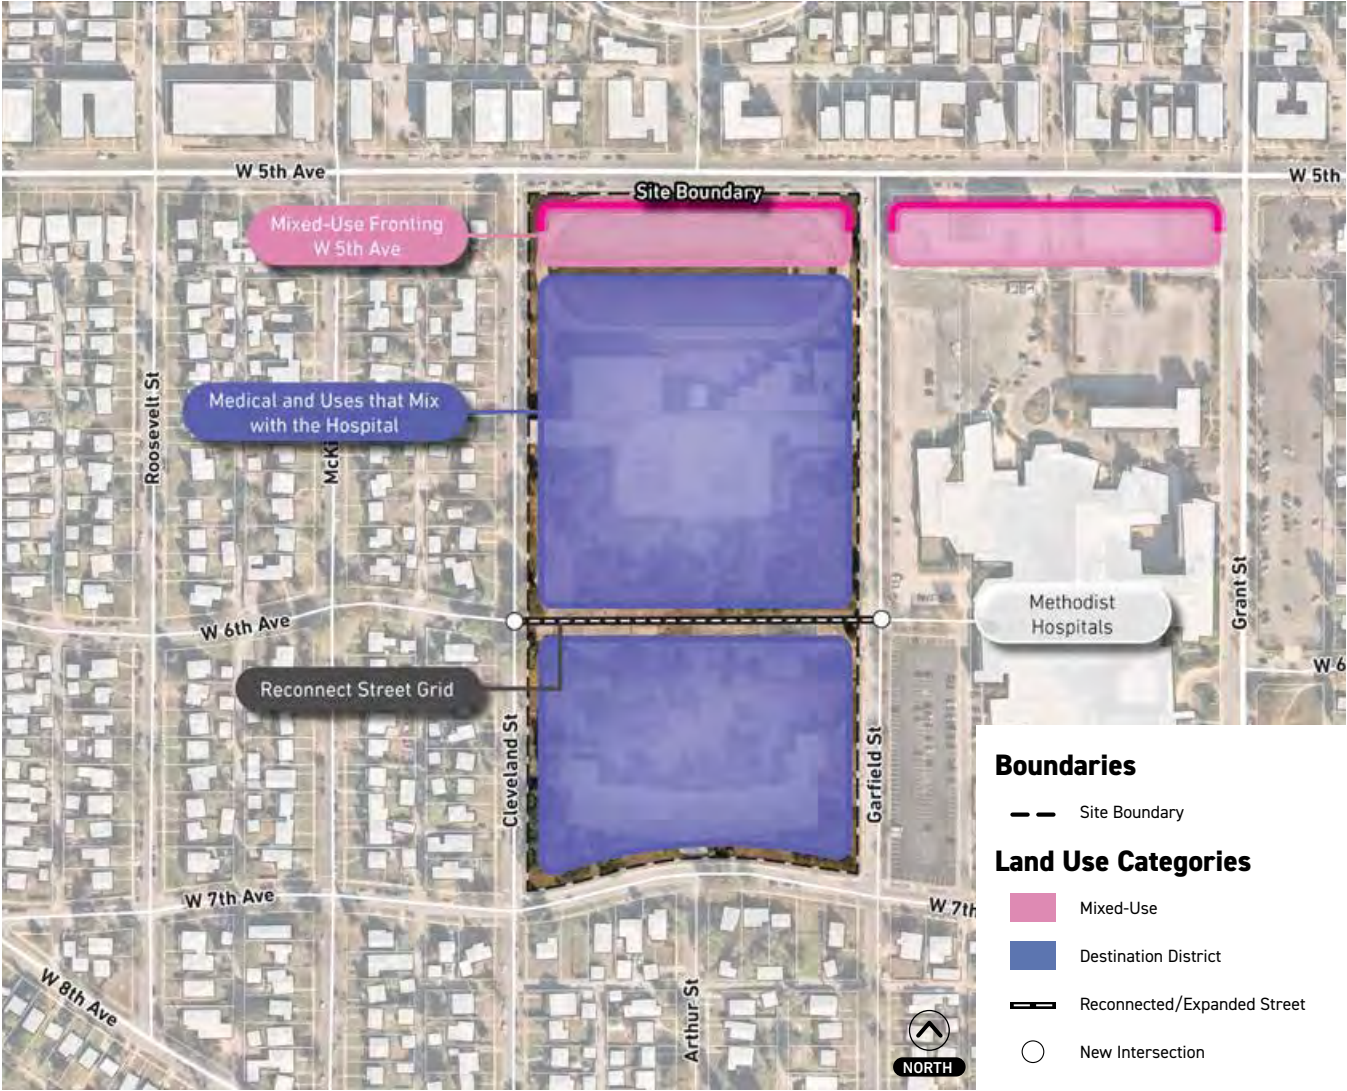 W 5th Ave
W 5th
Site Boundary
Mixed-Use Fronting
W 5th Ave
Medical and Uses that Mix
with the Hospital
Roosevelt St
McKi
Grant St
Methodist
Hospitals
W 6th Ave
W 6
Reconnect Street Grid
Cleveland St
Garfield St
W 7th Ave
W 7th
W 8th Ave
Arthur St
NORTH
Boundaries
Site Boundary
Land Use Categories
Mixed-Use
Destination District
Reconnected/Expanded Street
New Intersection